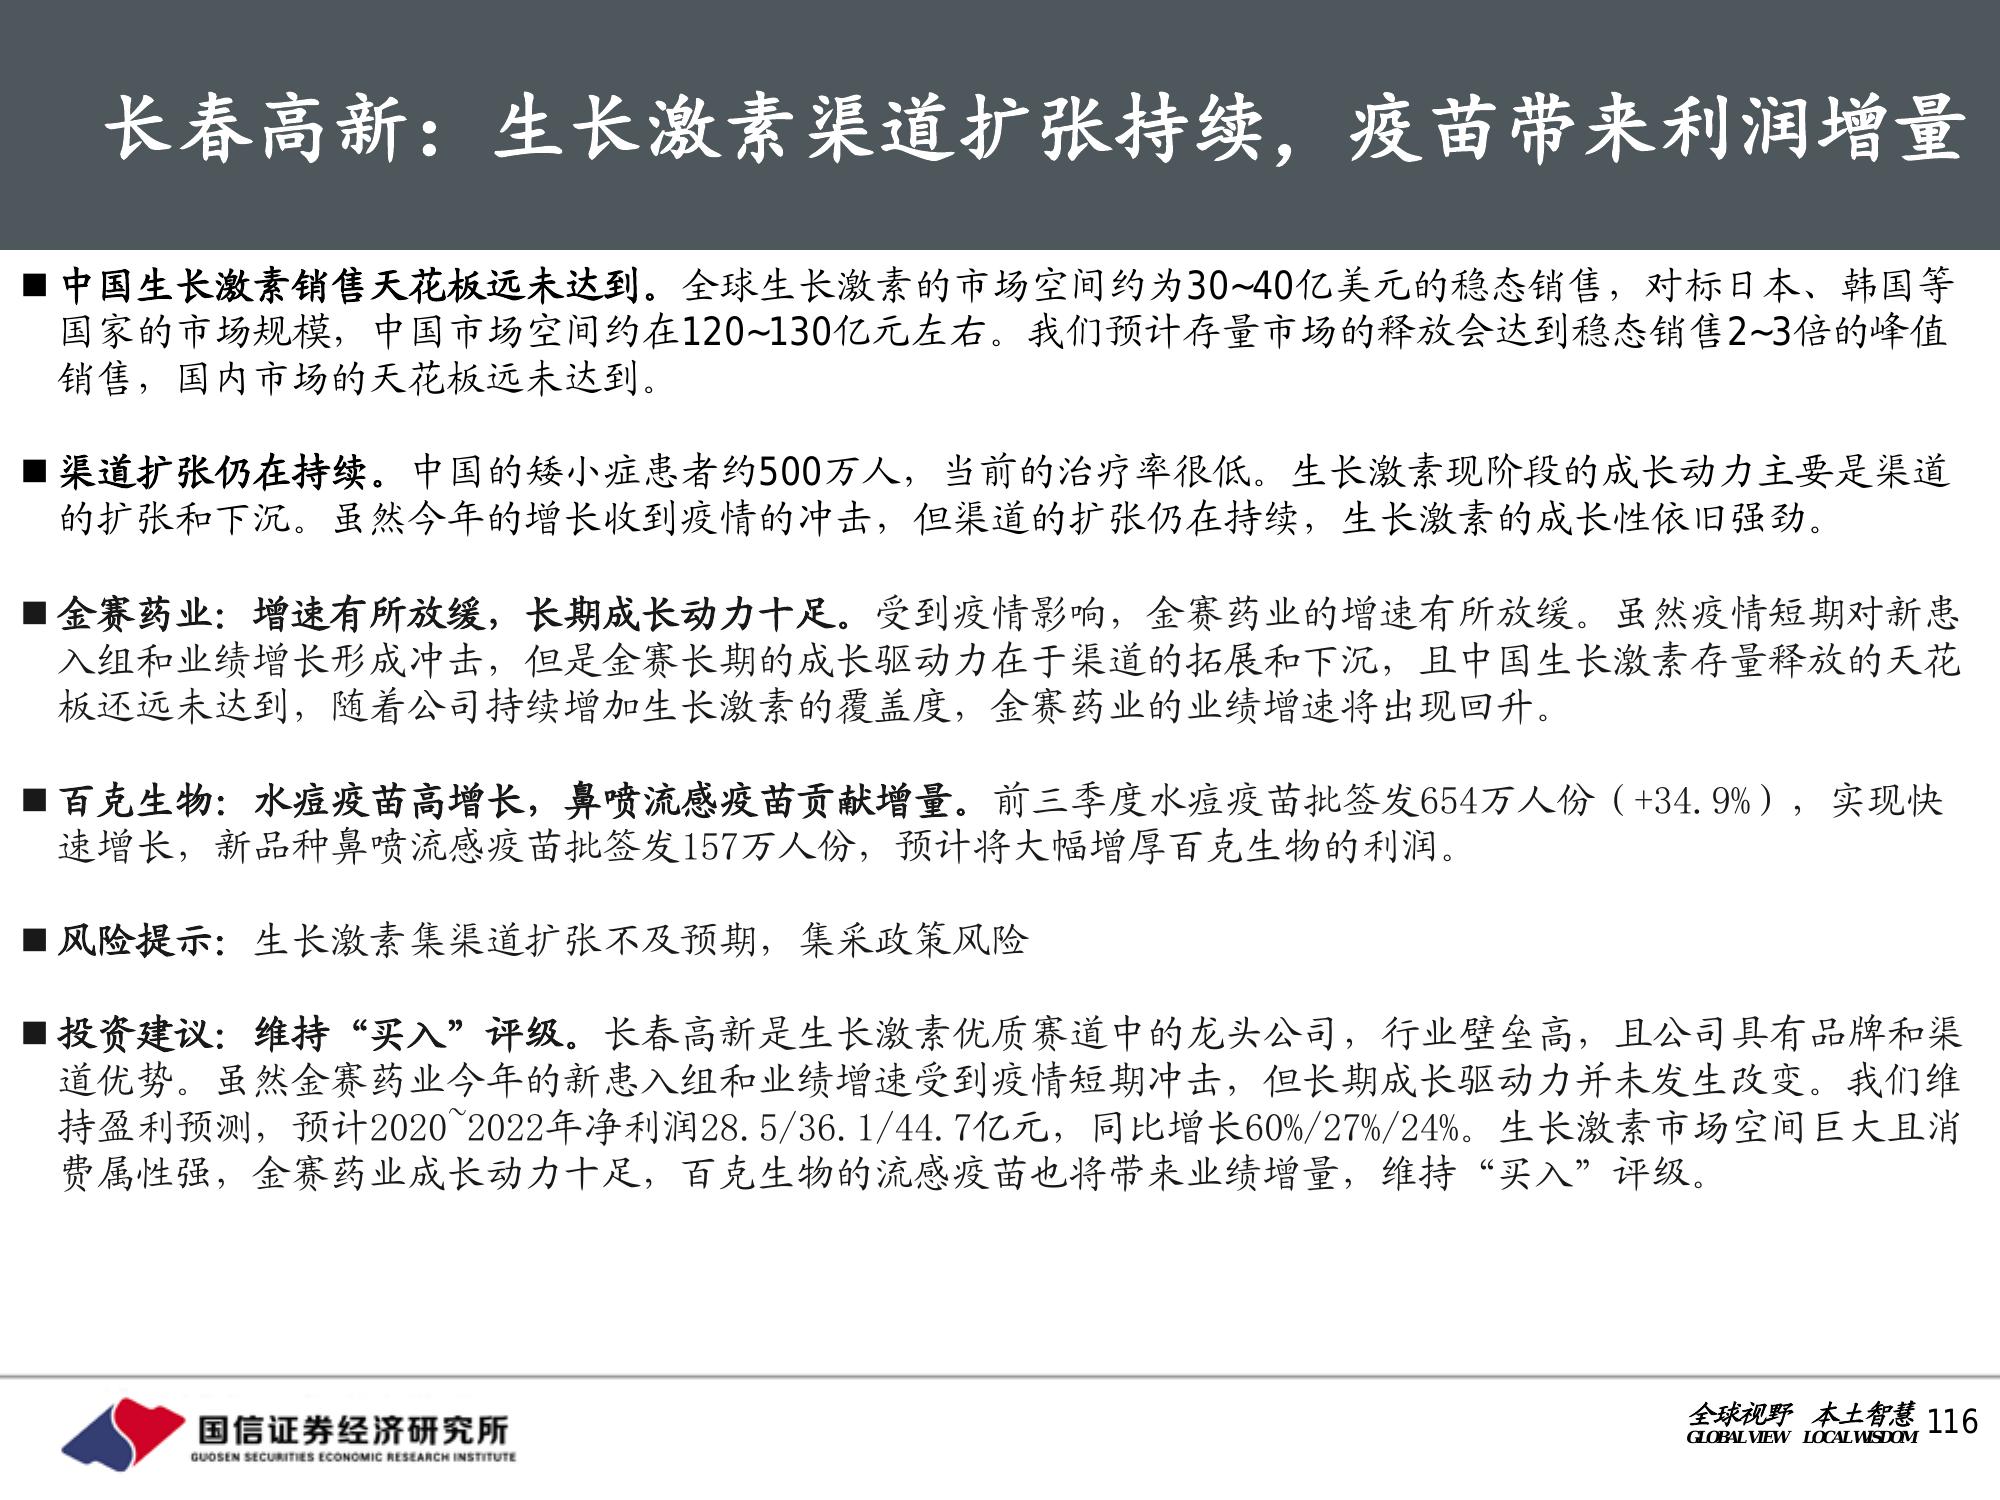 长春高新：生长激素渠道扩张持续，疫苗带来利润增量
■ 中国生长激素销售天花板远未达到。全球生长激素的市场空间约为30~40亿美元的稳态销售，对标日本、韩国等
国家的市场规模，中国市场空间约在120~130亿元左右。我们预计存量市场的释放会达到稳态销售2~3倍的峰值
销售，国内市场的天花板远未达到。
■ 渠道扩张仍在持续。中国的矮小症患者约500万人，当前的治疗率很低。生长激素现阶段的成长动力主要是渠道
的扩张和下沉。虽然今年的增长收到疫情的冲击，但渠道的扩张仍在持续，生长激素的成长性依旧强劲。
■ 金赛药业：增速有所放缓，长期成长动力十足。受到疫情影响，金赛药业的增速有所放缓。虽然疫情短期对新患
入组和业绩增长形成冲击，但是金赛长期的成长驱动力在于渠道的拓展和下沉，且中国生长激素存量释放的天花
板还远未达到，随着公司持续增加生长激素的覆盖度，金赛药业的业绩增速将出现回升。
■ 百克生物：水痘疫苗高增长，鼻喷流感疫苗贡献增量。前三季度水痘疫苗批签发654万人份（+34.9%），实现快
速增长，新品种鼻喷流感疫苗批签发157万人份，预计将大幅增厚百克生物的利润。
■ 风险提示：生长激素集渠道扩张不及预期，集采政策风险
■ 投资建议：维持“买入”评级。长春高新是生长激素优质赛道中的龙头公司，行业壁垒高，且公司具有品牌和渠
道优势。虽然金赛药业今年的新患入组和业绩增速受到疫情短期冲击，但长期成长驱动力并未发生改变。我们维
持盈利预测，预计2020~2022年净利润28.5/36.1/44.7亿元，同比增长60%/27%/24%。生长激素市场空间巨大且消
费属性强，金赛药业成长动力十足，百克生物的流感疫苗也将带来业绩增量，维持“买入”评级。
国信证券经济研究所
GUOSEN SECURITIES ECONOMIC RESEARCH INSTITUTE
全球视野 本土智慧
GLOBAL VIEW LOCAL WISDOM
116